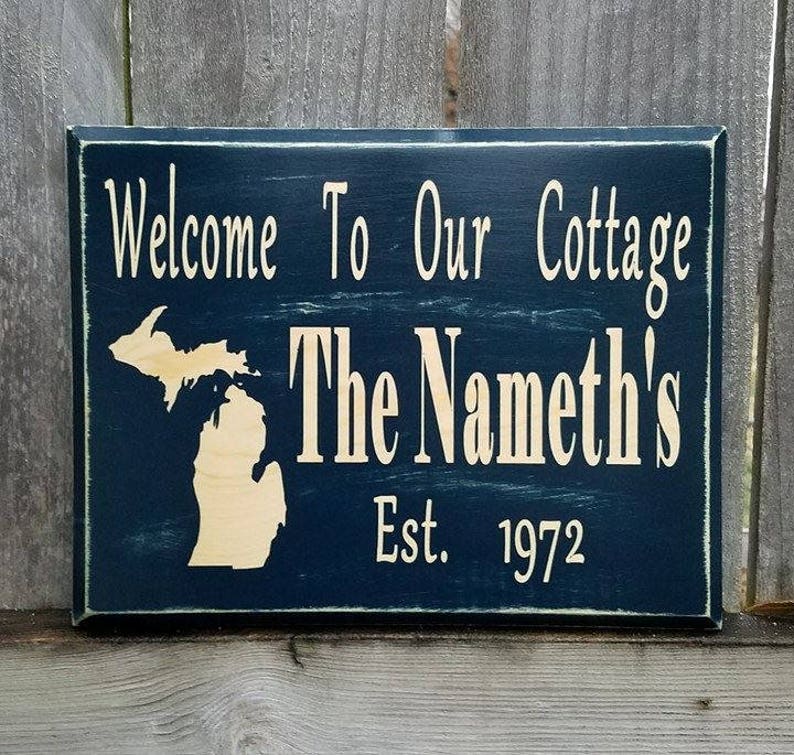 Welcome To Our Cottage
The Nameth's
Est. 1972